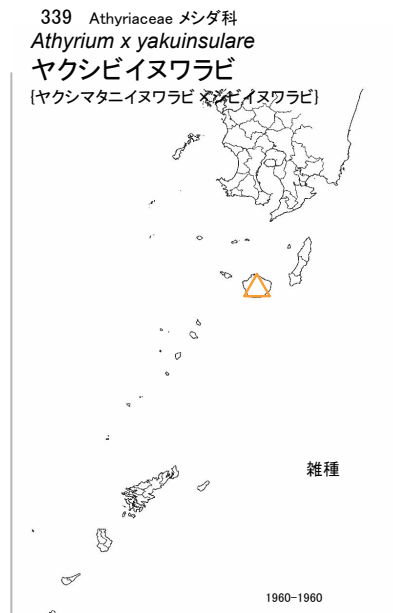 339 Athyriaceae メシダ科
Athyrium x yakuinsulare
ヤクシビイヌワラビ
{ヤクシマタニイヌワラビ×シビイヌワラビ}
雑種
1960-1960